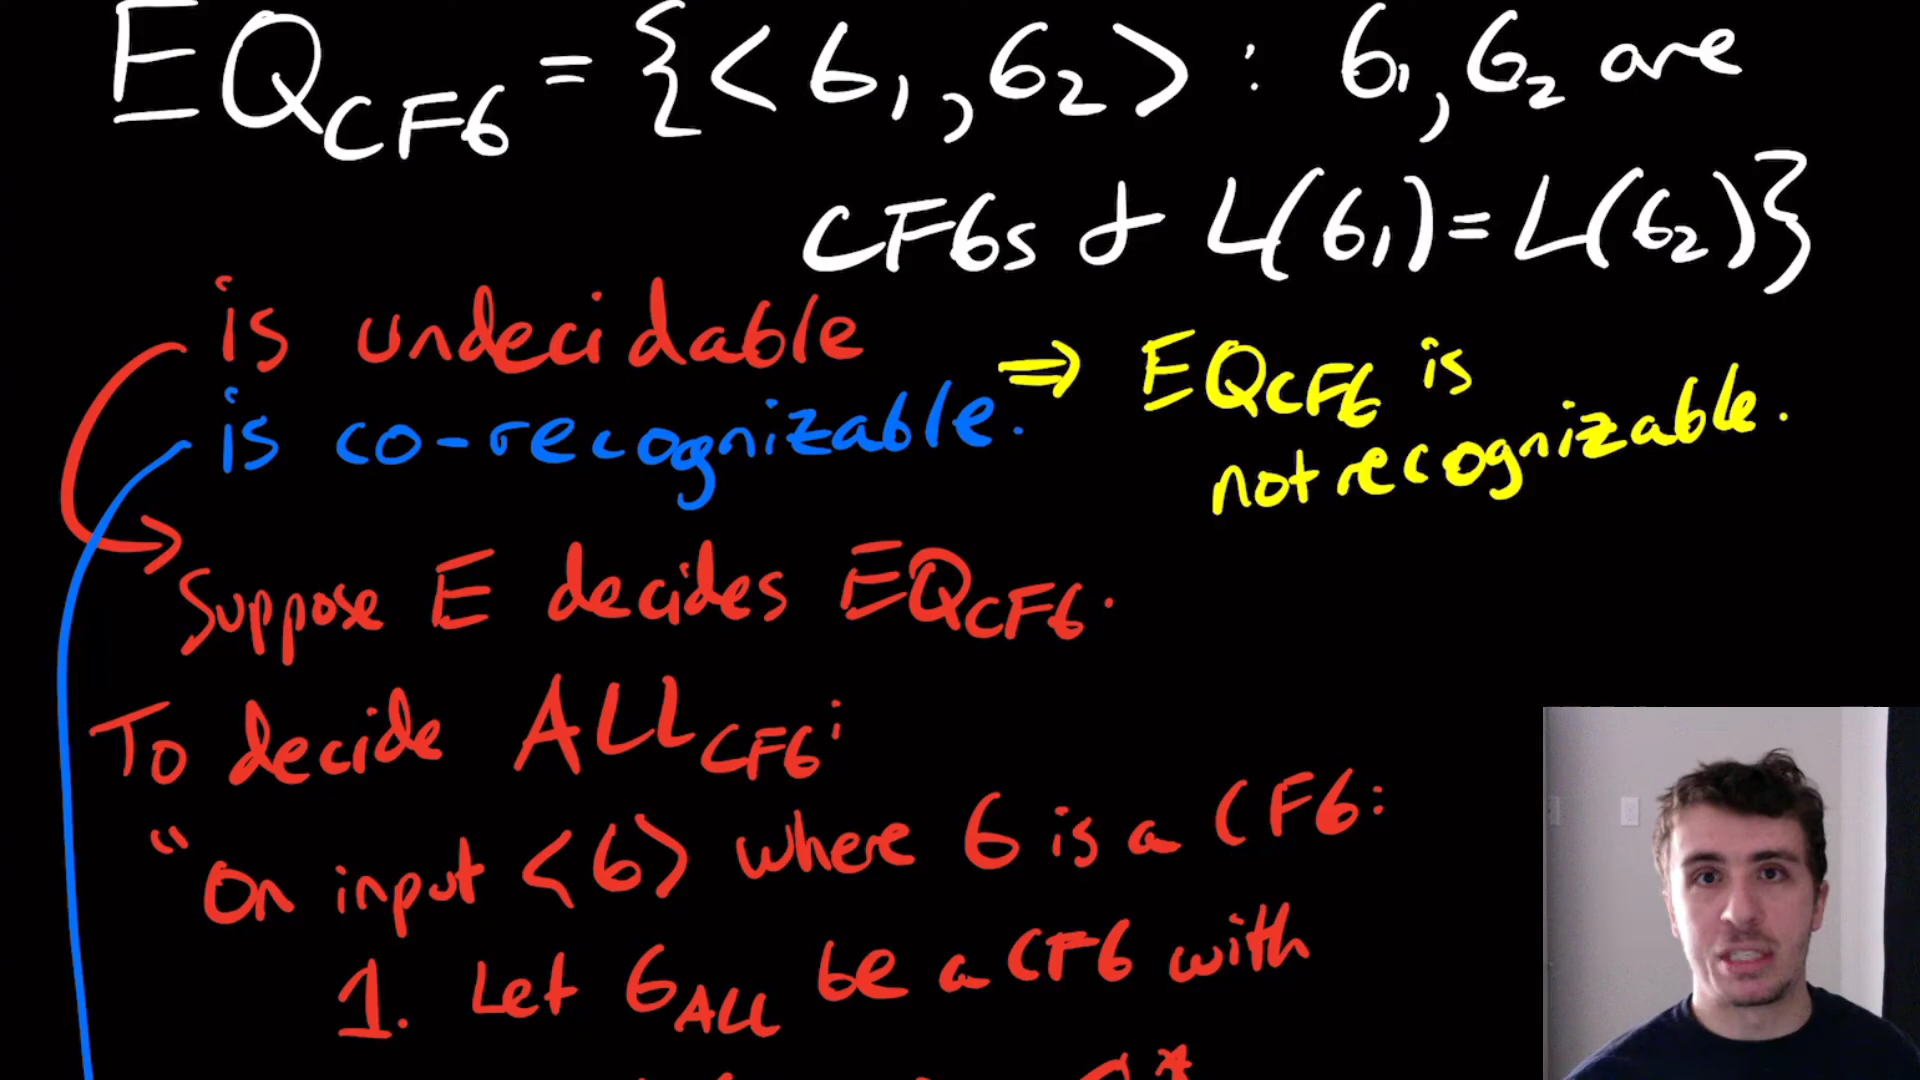 EQ_CFG = {<G₁, G₂> : G₁, G₂ are
CFGs & L(G₁) = L(G₂)}
is undecidable
is co-recognizable. ⇒ EQ_CFG is
not recognizable.
Suppose E decides EQ_CFG.
To decide ALL_CFG:
"On input <G> where G is a CFG:
1. Let G_ALL be a CFG with